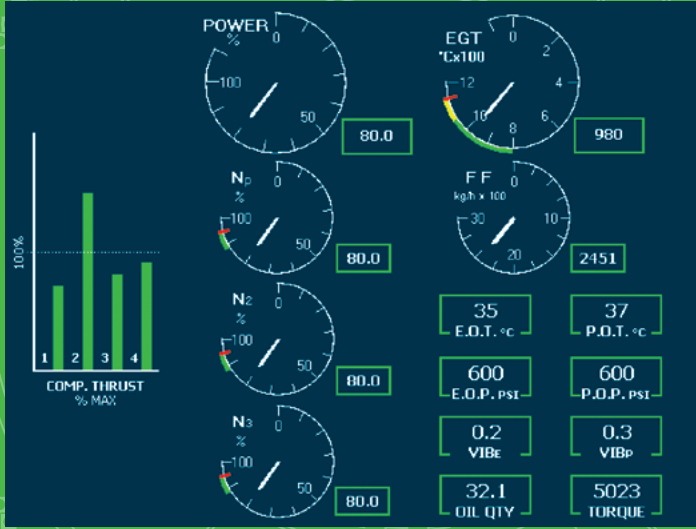 POWER
%
0
50
100
80.0
EGT
°Cx100
0
2
4
6
8
10
12
980
Np
%
0
50
100
80.0
FF
kg/h x 100
0
10
20
30
2451
100%
1 2 3 4
COMP. THRUST
% MAX
N2
%
0
50
100
80.0
N3
%
0
50
100
80.0
35
E.O.T. °C
37
P.O.T. °C
600
E.O.P. PSI
600
P.O.P. PSI
0.2
VIBE
0.3
VIBP
32.1
OIL QTY
5023
TORQUE